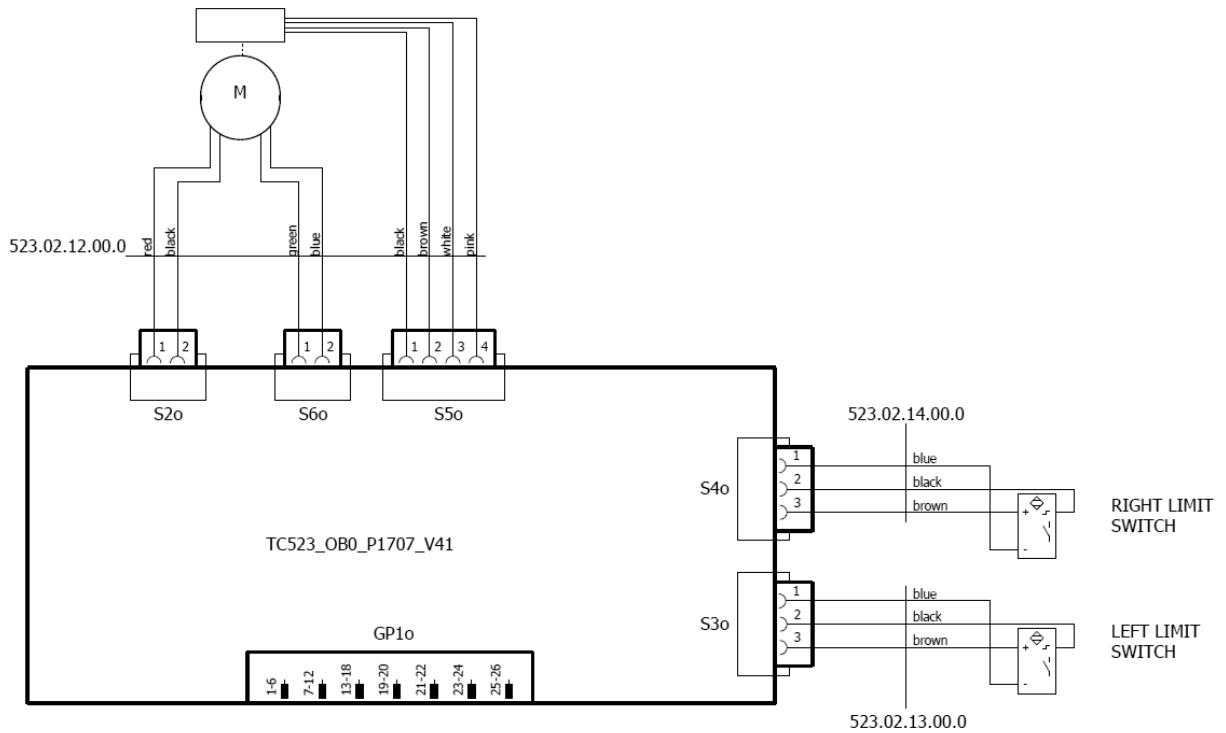 M
523.02.12.00.0
red
black
green
blue
black
brown
white
pink
1 2
1 2
1 2 3 4
S2o
S6o
S5o
523.02.14.00.0
1
blue
2
black
3
brown
S4o
+
-
RIGHT LIMIT
SWITCH
TC523_OB0_P1707_V41
1
blue
2
black
3
brown
S3o
+
-
LEFT LIMIT
SWITCH
523.02.13.00.0
GP1o
1-6
7-12
13-18
19-20
21-22
23-24
25-26